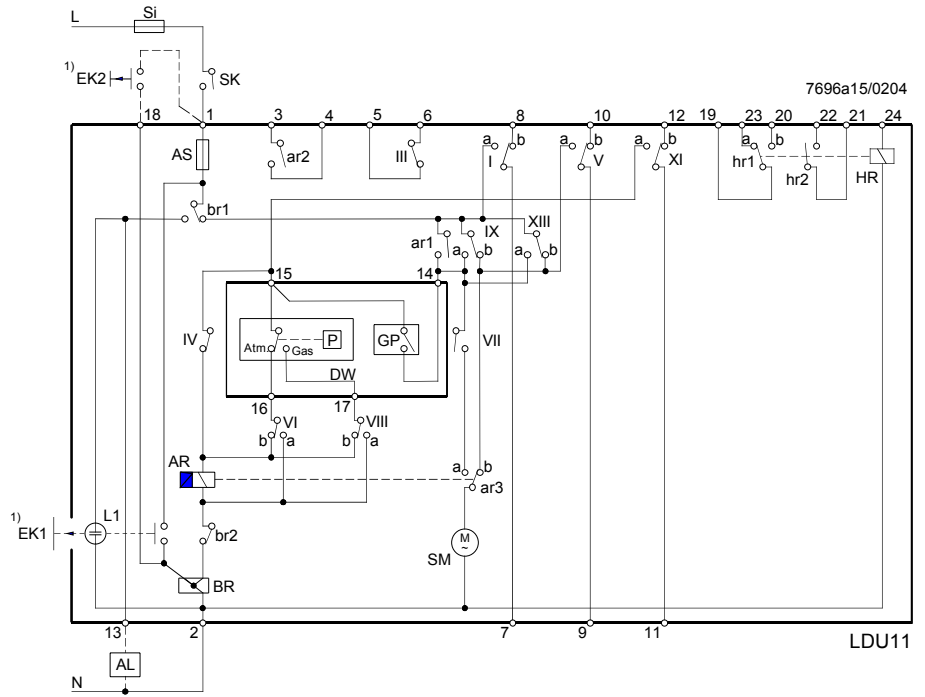 L
Si
1)
EK2
SK
7696a15/0204
18
1
3
4
5
6
8
10
12
19
23
20
22
21
24
AS
ar2
III
a
b
I
a
b
V
a
b
XI
a
b
hr1
hr2
HR
br1
ar1
IX
a
b
XIII
a
b
15
14
IV
Atm.
Gas
P
GP
VII
DW
16
17
VI
b
a
VIII
b
a
AR
a
b
ar3
1)
EK1
L1
br2
SM
M
~
BR
13
2
7
9
11
LDU11
AL
N